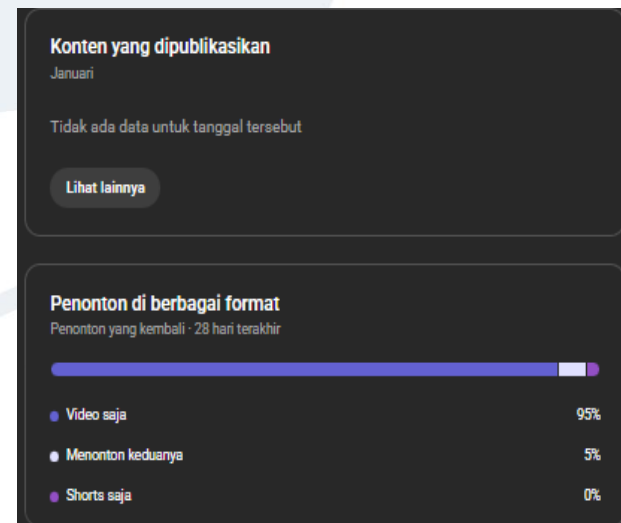 Konten yang dipublikasikan
Januari
Tidak ada data untuk tanggal tersebut
Lihat lainnya
Penonton di berbagai format
Penonton yang kembali · 28 hari terakhir
Video saja 95%
Menonton keduanya 5%
Shorts saja 0%